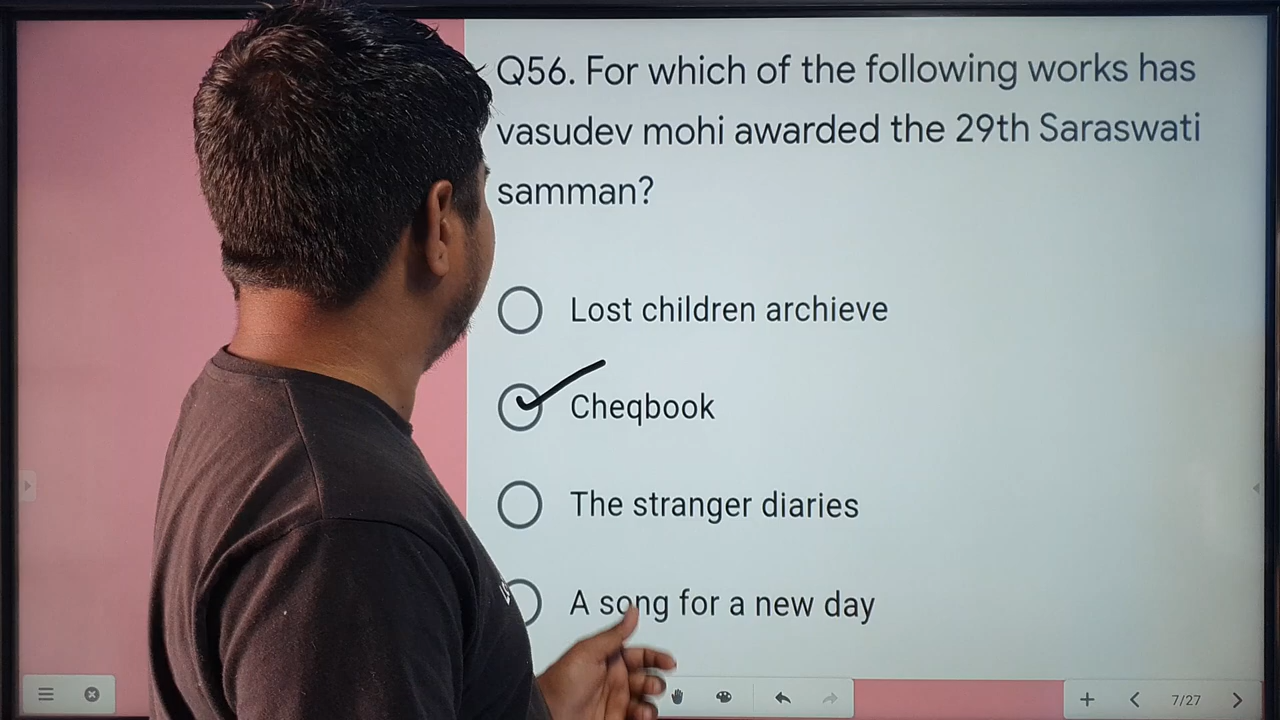 Q56. For which of the following works has
vasudev mohi awarded the 29th Saraswati
samman?
Lost children archieve
Cheqbook
The stranger diaries
A song for a new day
7/27